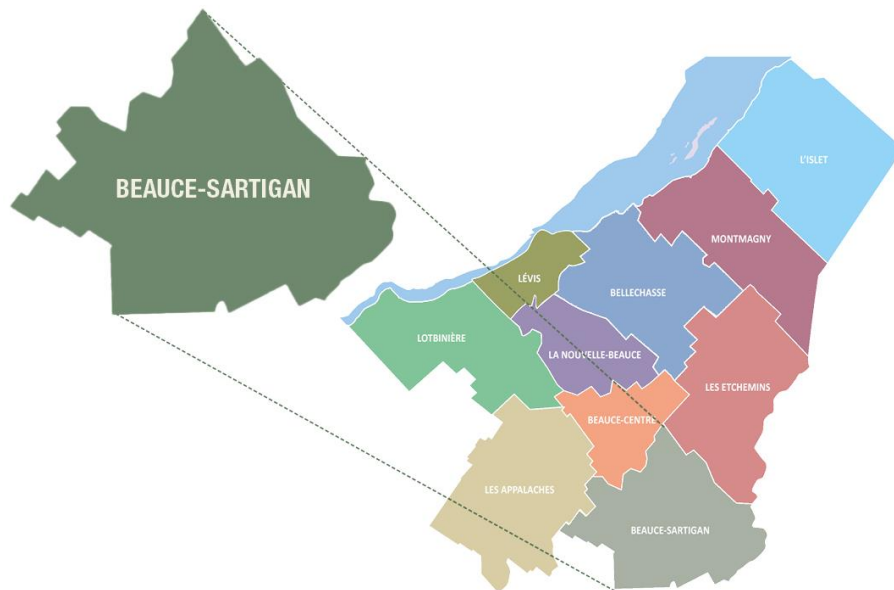 BEAUCE-SARTIGAN
L'ISLET
MONTMAGNY
LÉVIS
BELLECHASSE
LOTBINIÈRE
LA NOUVELLE-BEAUCE
LES ETCHEMINS
BEAUCE-CENTRE
LES APPALACHES
BEAUCE-SARTIGAN